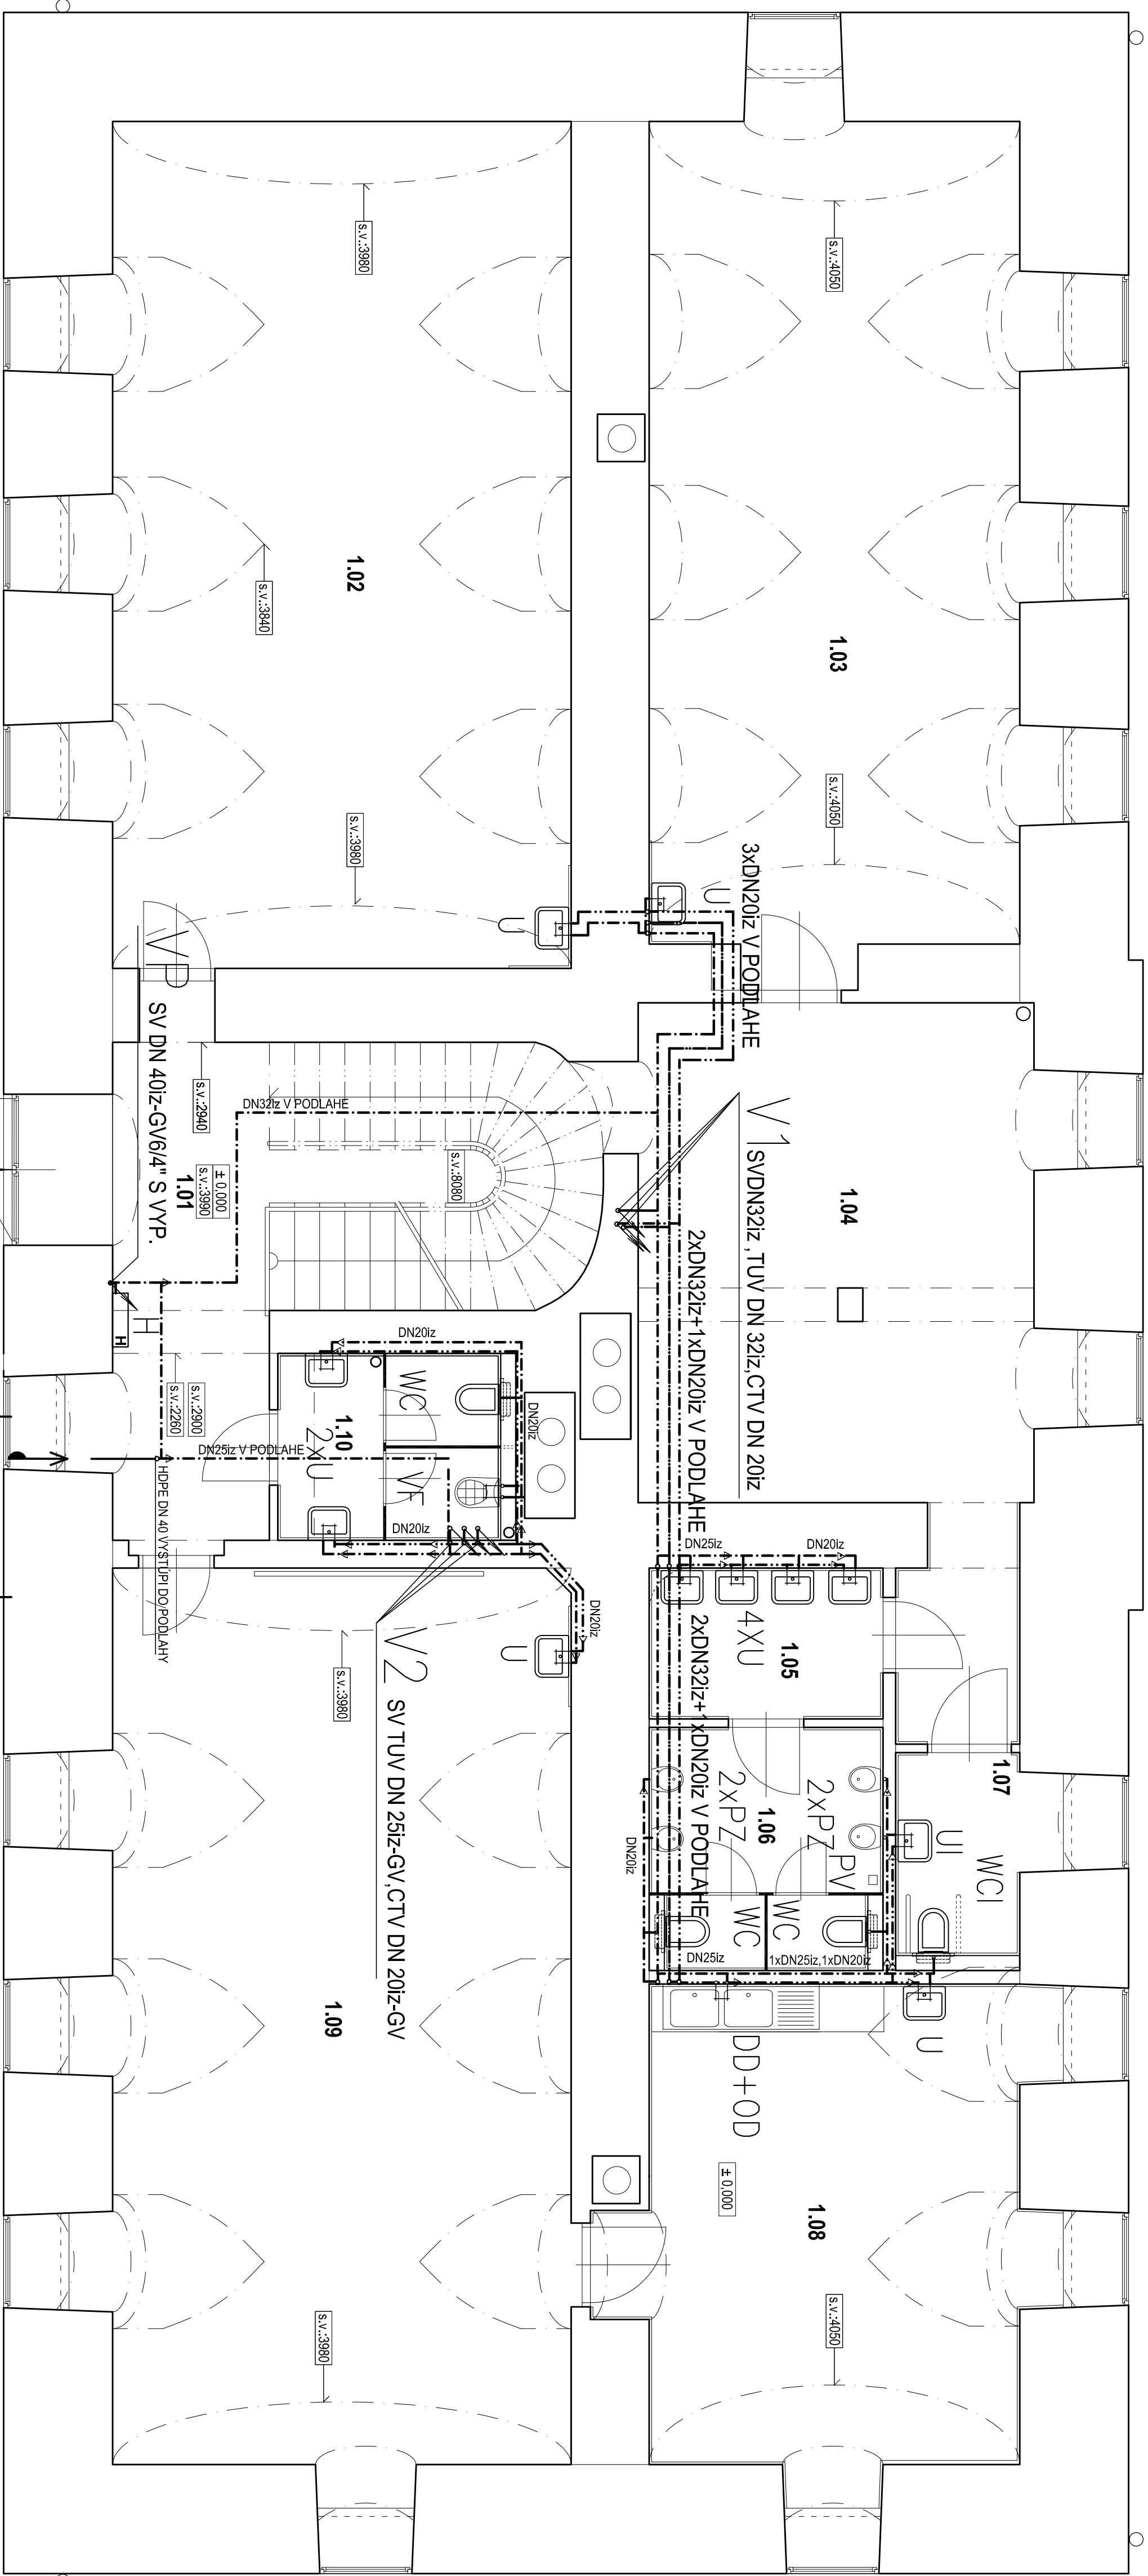 s.v.:4050
1.03
s.v.:4050
U
3xDN20iz V PODLAHE
s.v.:3980
1.02
s.v.:3840
s.v.:3980
U
VP
SV DN 40iz-GV6/4" S VYP.
s.v.:2940
DN32iz V PODLAHE
± 0,000
s.v.:3990
1.01
s.v.:8080
V1
SVDN32iz ,TUV DN 32iz,CTV DN 20iz
1.04
2xDN32iz+1xDN20iz V PODLAHE
H
H
s.v.:2900
s.v.:2260
DN25iz V PODLAHE
HDPE DN 40 VYSTÚPI DO PODLAHY
DN20iz
WC
1.10
2xU
VF
DN20iz
DN20iz
DN20iz
U
V2
SV TUV DN 25iz-GV,CTV DN 20iz-GV
s.v.:3980
DN25iz
DN20iz
4XU
1.05
2xDN32iz+1xDN20iz V PODLAHE
2xPZ
1.06
2xPZ
PV
DN20iz
WC
WC
DN25iz
1xDN25iz,1xDN20iz
1.07
UI
WCI
U
DD+OD
± 0,000
1.08
s.v.:4050
1.09
s.v.:3980